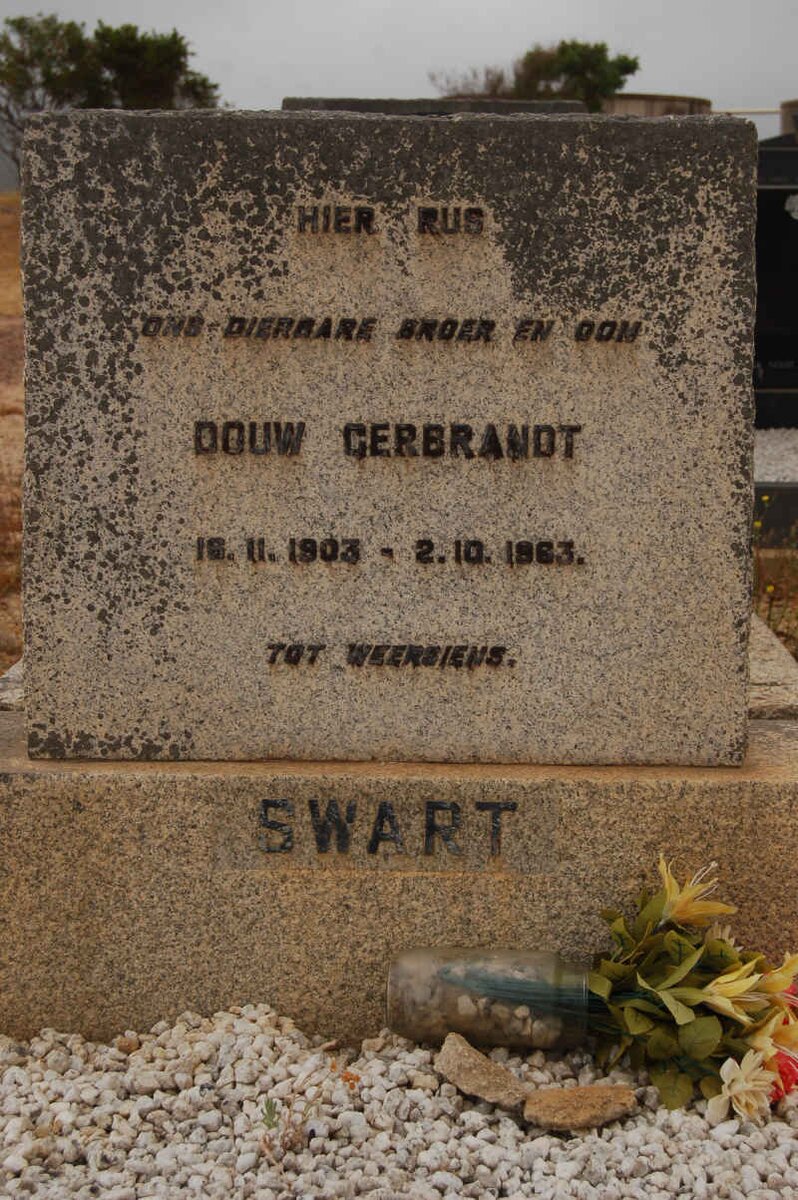 HIER RUS
ONS DIERBARE BROER EN OOM
DOUW GERBRANDT
16.11.1903 - 2.10.1963.
TOT WEERSIENS.
SWART